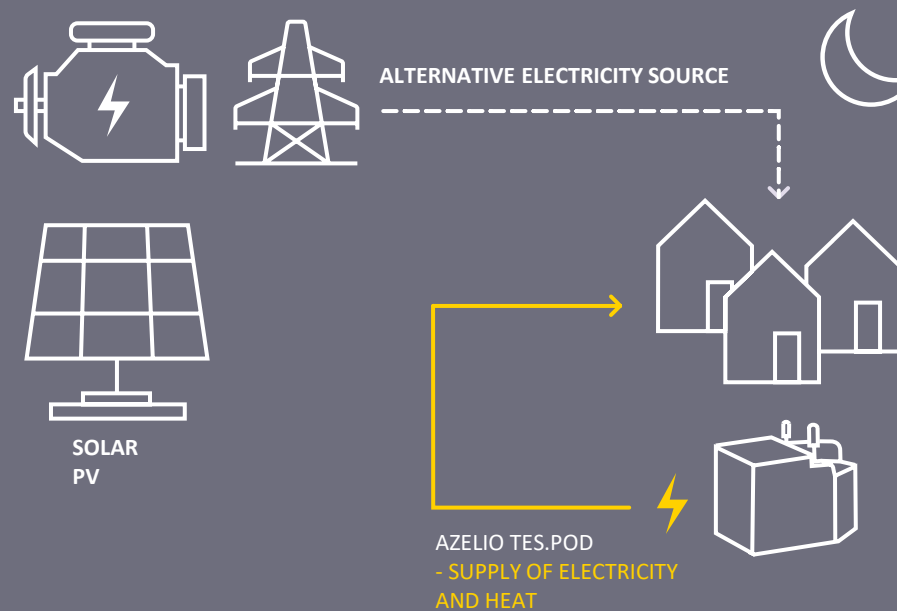 ALTERNATIVE ELECTRICITY SOURCE
SOLAR
PV
AZELIO TES.POD
- SUPPLY OF ELECTRICITY
AND HEAT